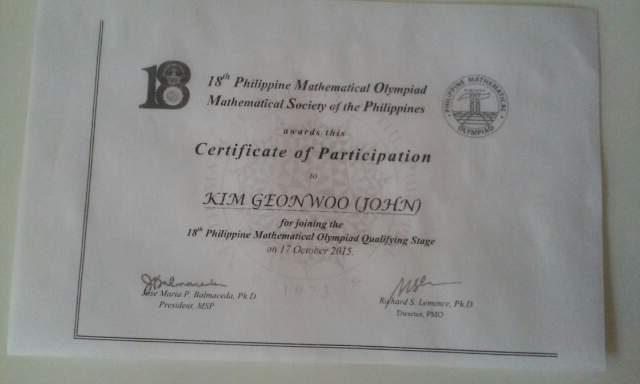 18
18th Philippine Mathematical Olympiad
Mathematical Society of the Philippines
PHILIPPINE MATHEMATICAL OLYMPIAD
awards this
Certificate of Participation
to
KIM GEONWOO (JOHN)
for joining the
18th Philippine Mathematical Olympiad Qualifying Stage
on 17 October 2015.
1973
Jose Maria P. Balmaceda, Ph.D.
President, MSP
Richard S. Lemence, Ph.D.
Director, PMO